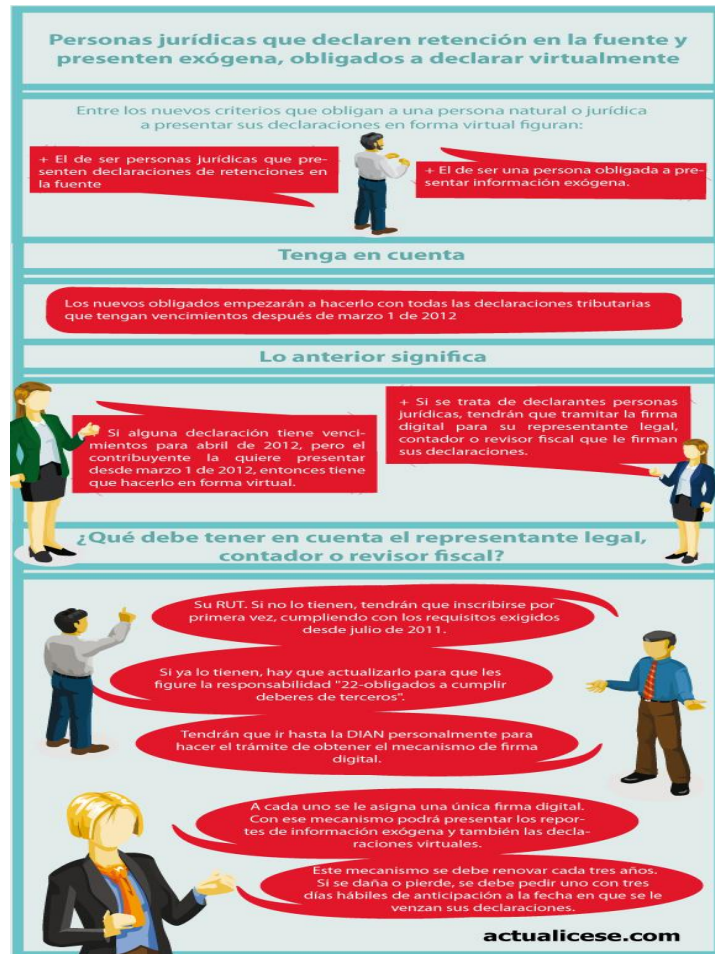 Personas jurídicas que declaren retención en la fuente y
presenten exógena, obligados a declarar virtualmente
Entre los nuevos criterios que obligan a una persona natural o jurídica
a presentar sus declaraciones en forma virtual figuran:
+ El de ser personas jurídicas que pre-
senten declaraciones de retenciones en
la fuente
+ El de ser una persona obligada a pre-
sentar información exógena.
Tenga en cuenta
Los nuevos obligados empezarán a hacerlo con todas las declaraciones tributarias
que tengan vencimientos después de marzo 1 de 2012
Lo anterior significa
+ Si alguna declaración tiene venci-
mientos para abril de 2012, pero el
contribuyente la quiere presentar
desde marzo 1 de 2012, entonces tiene
que hacerlo en forma virtual.
+ Si se trata de declarantes personas
jurídicas, tendrán que tramitar la firma
digital para su representante legal,
contador o revisor fiscal que le firman
sus declaraciones.
¿Qué debe tener en cuenta el representante legal,
contador o revisor fiscal?
Su RUT. Si no lo tienen, tendrán que inscribirse por
primera vez, cumpliendo con los requisitos exigidos
desde julio de 2011.
Si ya lo tienen, hay que actualizarlo para que les
figure la responsabilidad "22-obligados a cumplir
deberes de terceros".
Tendrán que ir hasta la DIAN personalmente para
hacer el trámite de obtener el mecanismo de firma
digital.
A cada uno se le asigna una única firma digital.
Con ese mecanismo podrá presentar los repor-
tes de información exógena y también las decla-
raciones virtuales.
Este mecanismo se debe renovar cada tres años.
Si se daña o pierde, se debe pedir uno con tres
días hábiles de anticipación a la fecha en que se le
venzan sus declaraciones.
actualicese.com